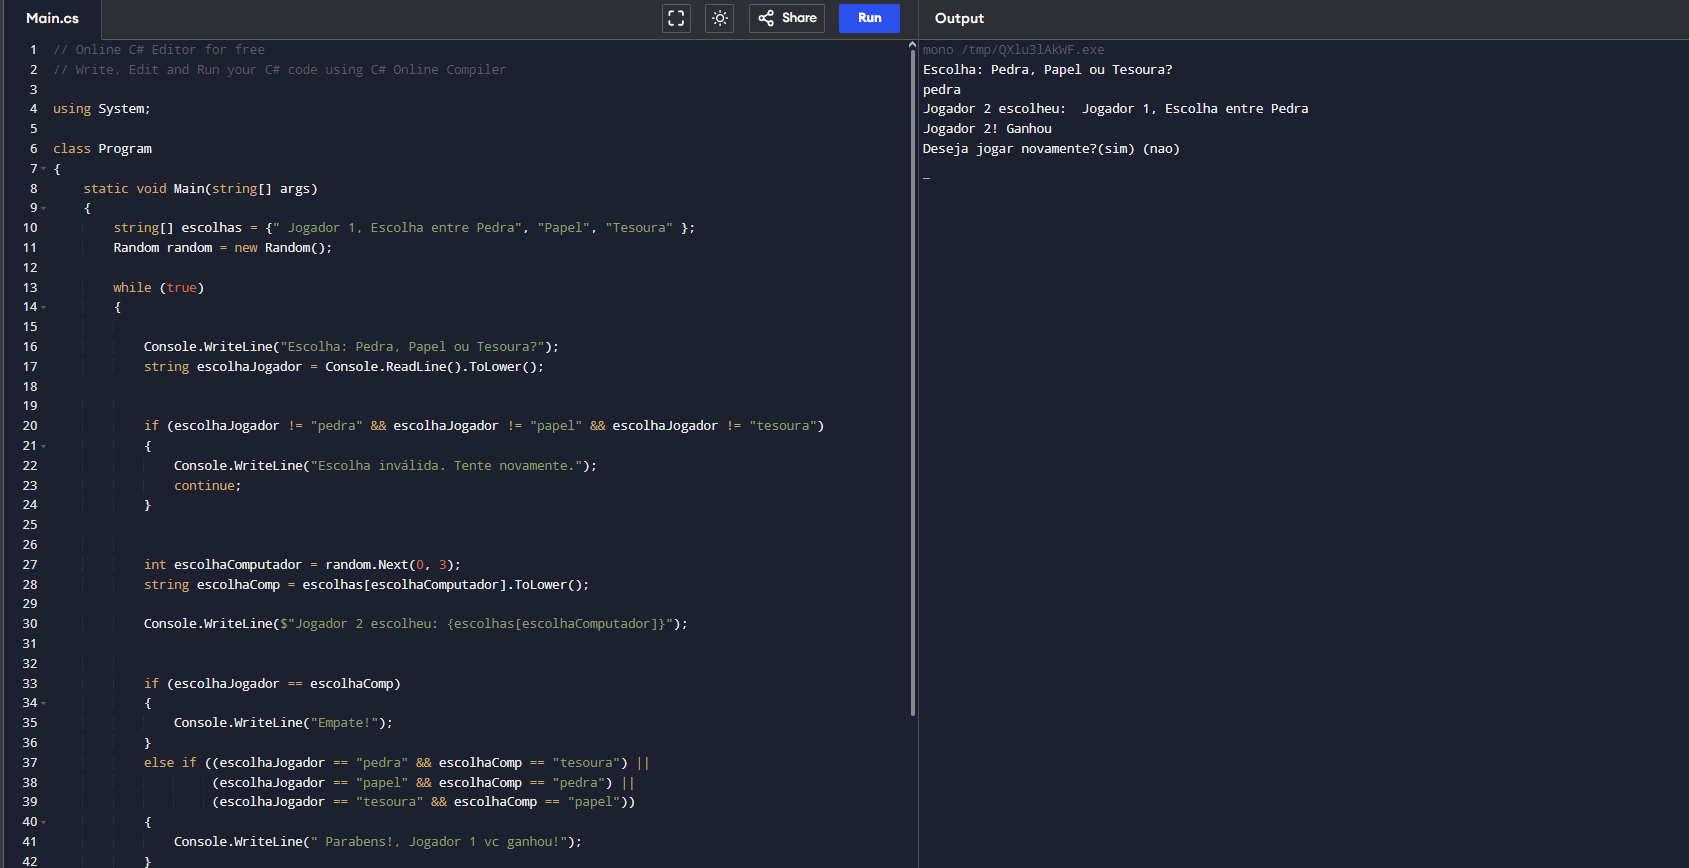 Main.cs
Share
Run
Output
1 // Online C# Editor for free
2 // Write, Edit and Run your C# code using C# Online Compiler
3
4 using System;
5
6 class Program
7 {
8 static void Main(string[] args)
9 {
10 string[] escolhas = {" Jogador 1, Escolha entre Pedra", "Papel", "Tesoura" };
11 Random random = new Random();
12
13 while (true)
14 {
15
16 Console.WriteLine("Escolha: Pedra, Papel ou Tesoura?");
17 string escolhaJogador = Console.ReadLine().ToLower();
18
19
20 if (escolhaJogador != "pedra" && escolhaJogador != "papel" && escolhaJogador != "tesoura")
21 {
22 Console.WriteLine("Escolha inválida. Tente novamente.");
23 continue;
24 }
25
26
27 int escolhaComputador = random.Next(0, 3);
28 string escolhaComp = escolhas[escolhaComputador].ToLower();
29
30 Console.WriteLine($"Jogador 2 escolheu: {escolhas[escolhaComputador]}");
31
32
33 if (escolhaJogador == escolhaComp)
34 {
35 Console.WriteLine("Empate!");
36 }
37 else if ((escolhaJogador == "pedra" && escolhaComp == "tesoura") ||
38 (escolhaJogador == "papel" && escolhaComp == "pedra") ||
39 (escolhaJogador == "tesoura" && escolhaComp == "papel"))
40 {
41 Console.WriteLine(" Parabens!, Jogador 1 vc ganhou!");
42 }
mono /tmp/QXlu3lAkWF.exe
Escolha: Pedra, Papel ou Tesoura?
pedra
Jogador 2 escolheu:  Jogador 1, Escolha entre Pedra
Jogador 2! Ganhou
Deseja jogar novamente?(sim) (nao)
_